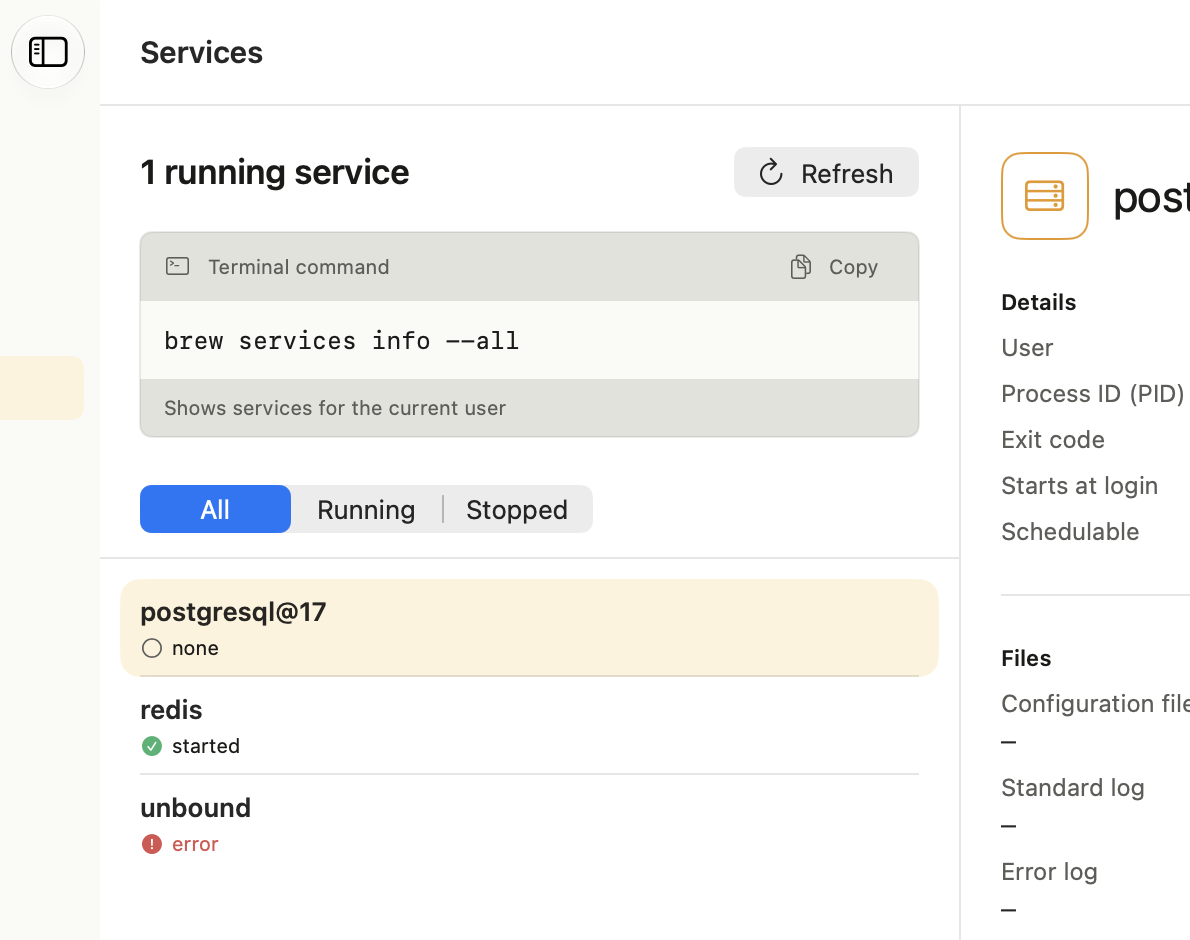 Services
1 running service
Refresh
Terminal command
Copy
brew services info --all
Shows services for the current user
All
Running
Stopped
postgresql@17
none
redis
started
unbound
error
post
Details
User
Process ID (PID)
Exit code
Starts at login
Schedulable
Files
Configuration file
—
Standard log
—
Error log
—